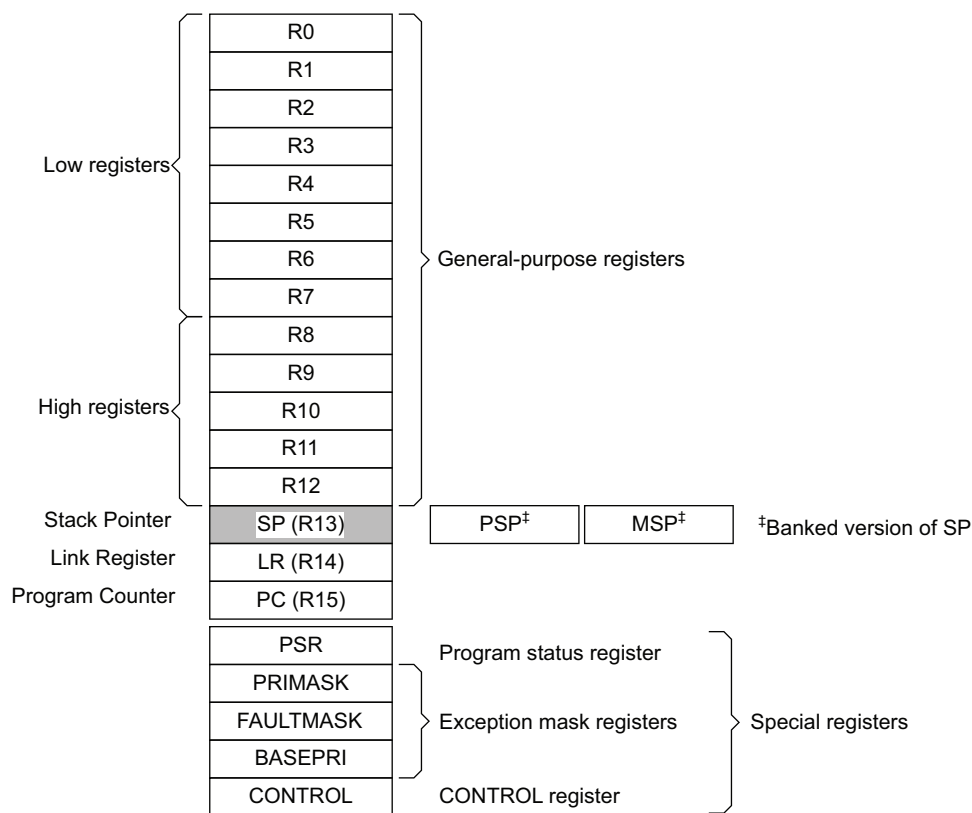 R0
R1
R2
R3
Low registers
R4
R5
R6
General-purpose registers
R7
R8
R9
High registers
R10
R11
R12
Stack Pointer SP (R13) PSP‡ MSP‡ ‡Banked version of SP
Link Register LR (R14)
Program Counter PC (R15)
PSR Program status register
PRIMASK
FAULTMASK Exception mask registers Special registers
BASEPRI
CONTROL CONTROL register